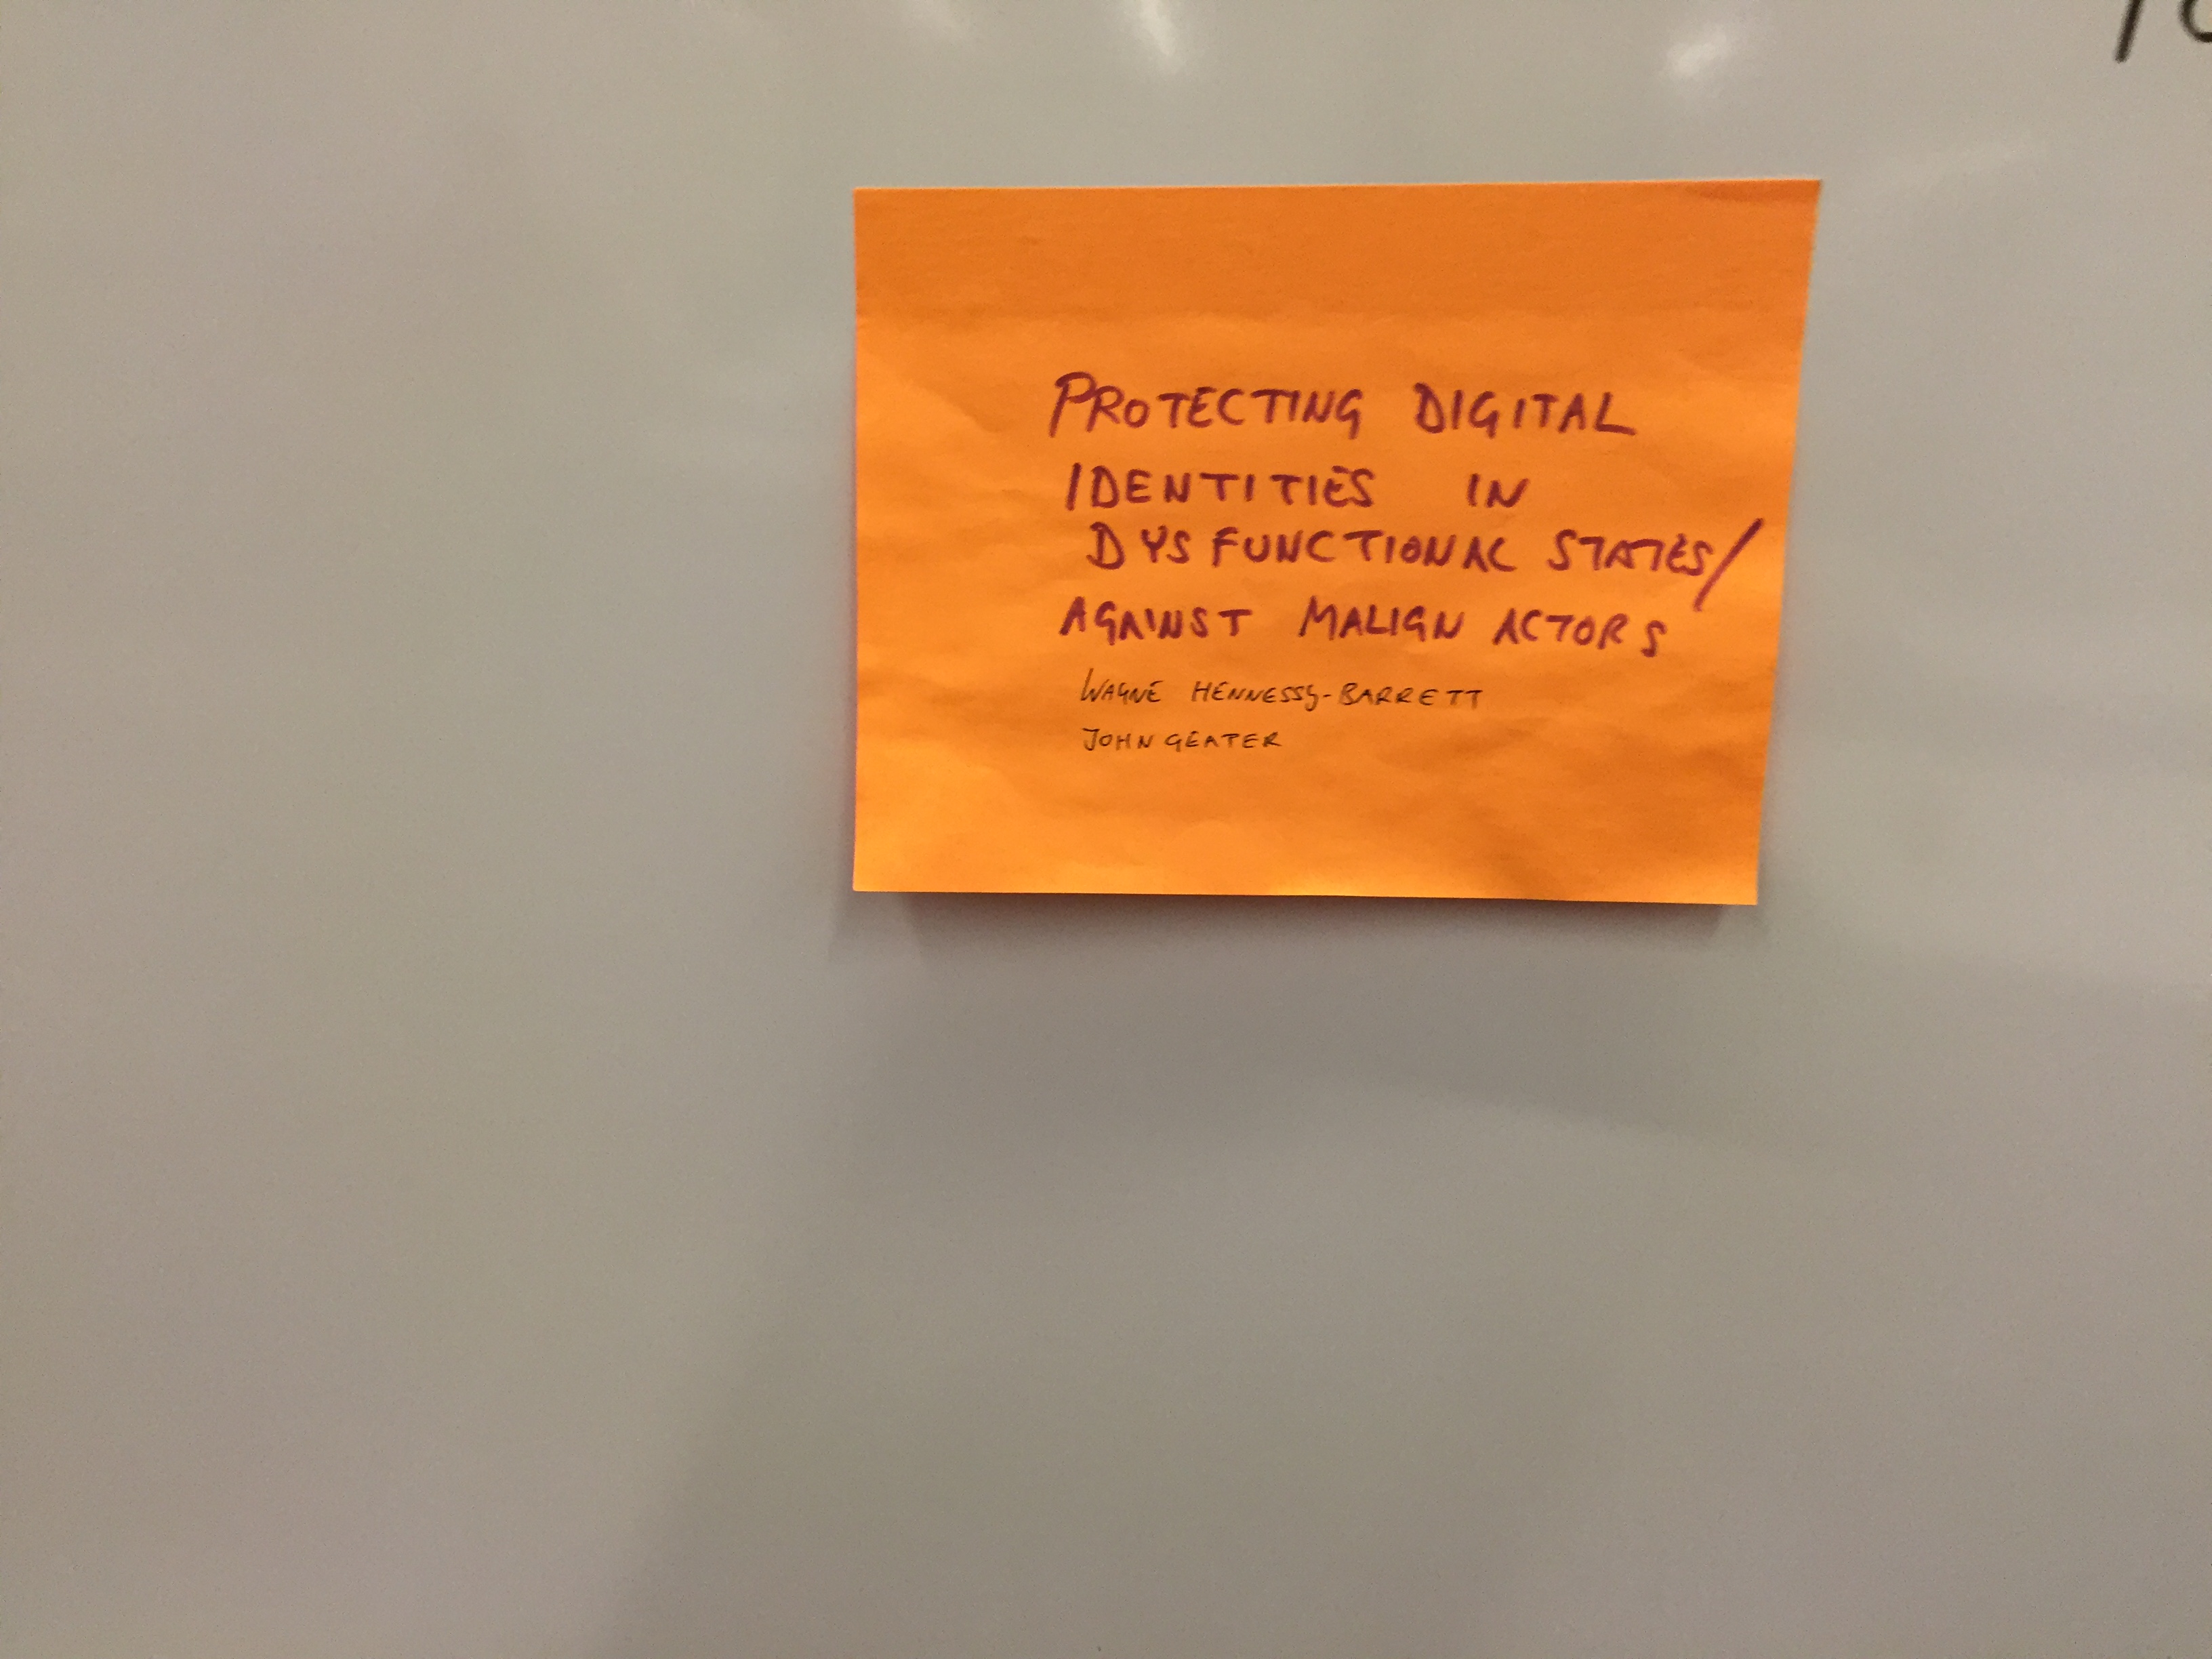 PROTECTING DIGITAL
IDENTITIES IN
DYSFUNCTIONAL STATES/
AGAINST MALIGN ACTORS
WAYNE HENNESSY-BARRETT
JOHN GEATER